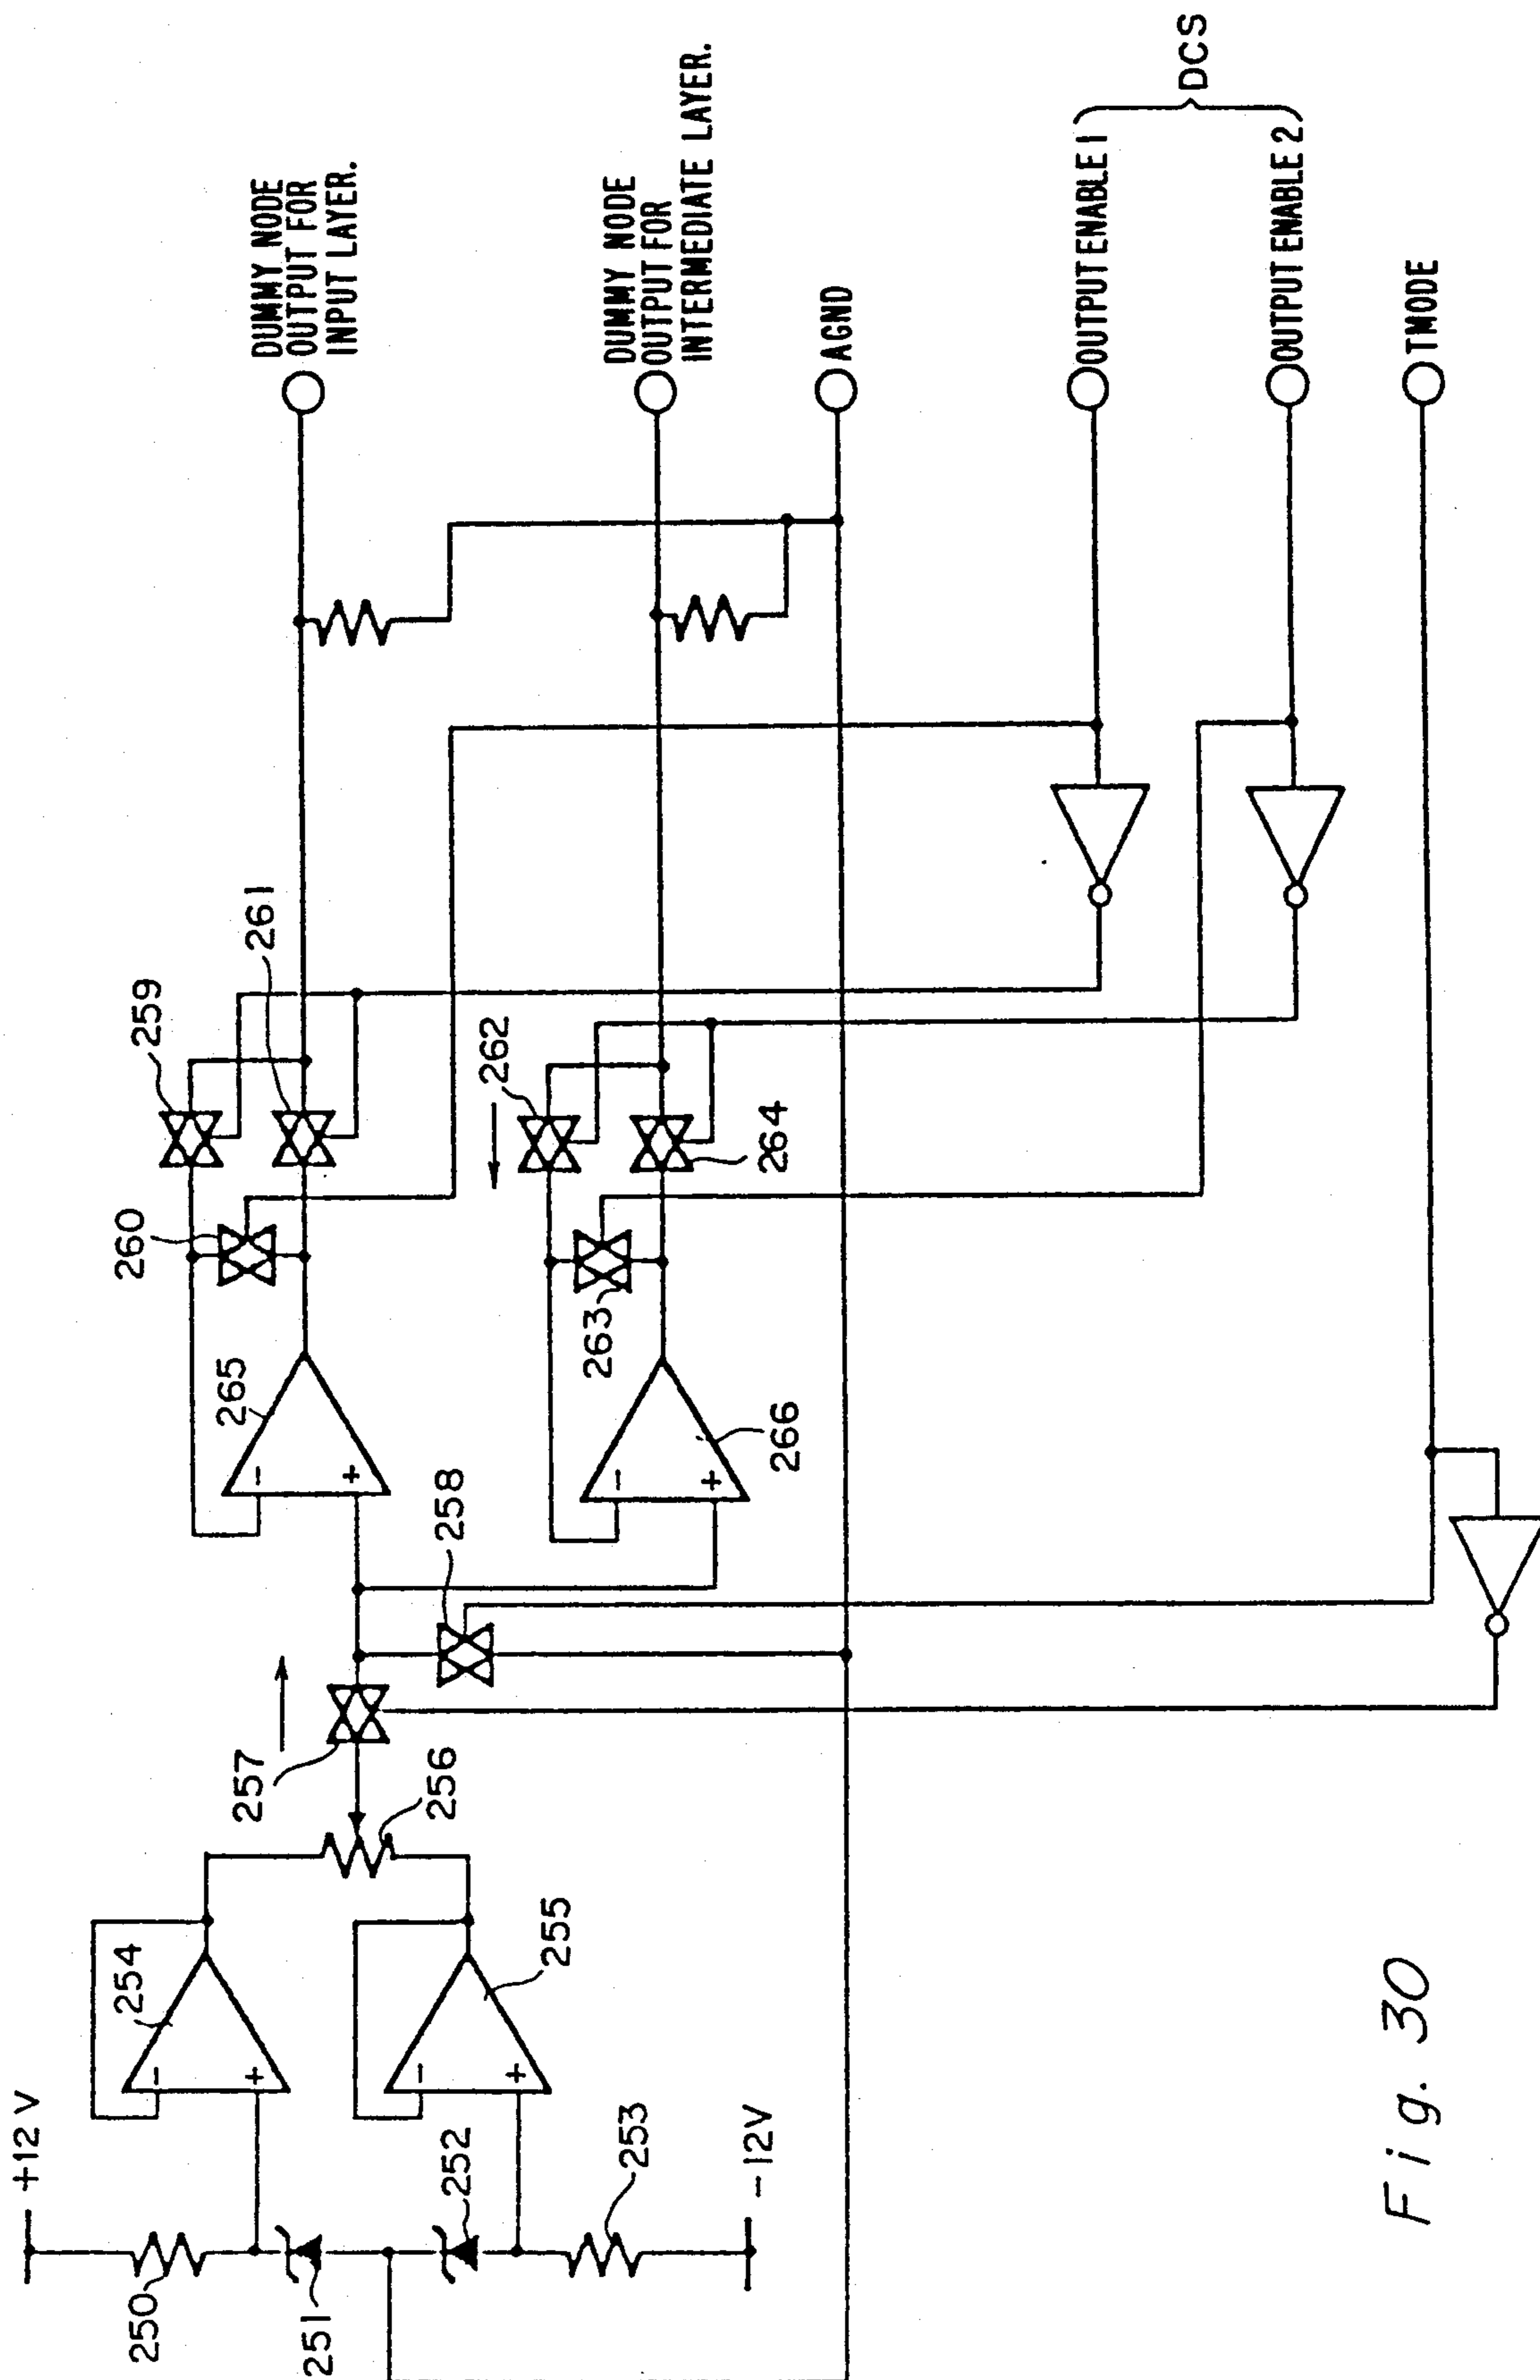 +12 V
250
251
252
253
-12V
254
-
+
255
-
+
256
257
258
259
260
261
262
263
264
265
-
+
266
-
+
DUMMY NODE
OUTPUT FOR
INPUT LAYER.
DUMMY NODE
OUTPUT FOR
INTERMEDIATE LAYER.
AGND
OUTPUT ENABLE 1
OUTPUT ENABLE 2
DCS
TMODE
Fig. 30